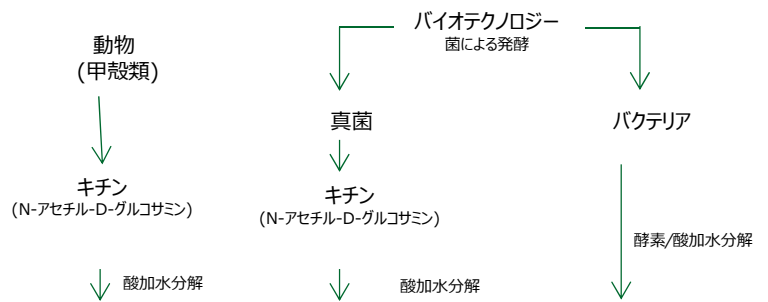 バイオテクノロジー
菌による発酵
動物
(甲殻類)
真菌
バクテリア
キチン
(N-アセチル-D-グルコサミン)
キチン
(N-アセチル-D-グルコサミン)
酵素/酸加水分解
酸加水分解
酸加水分解